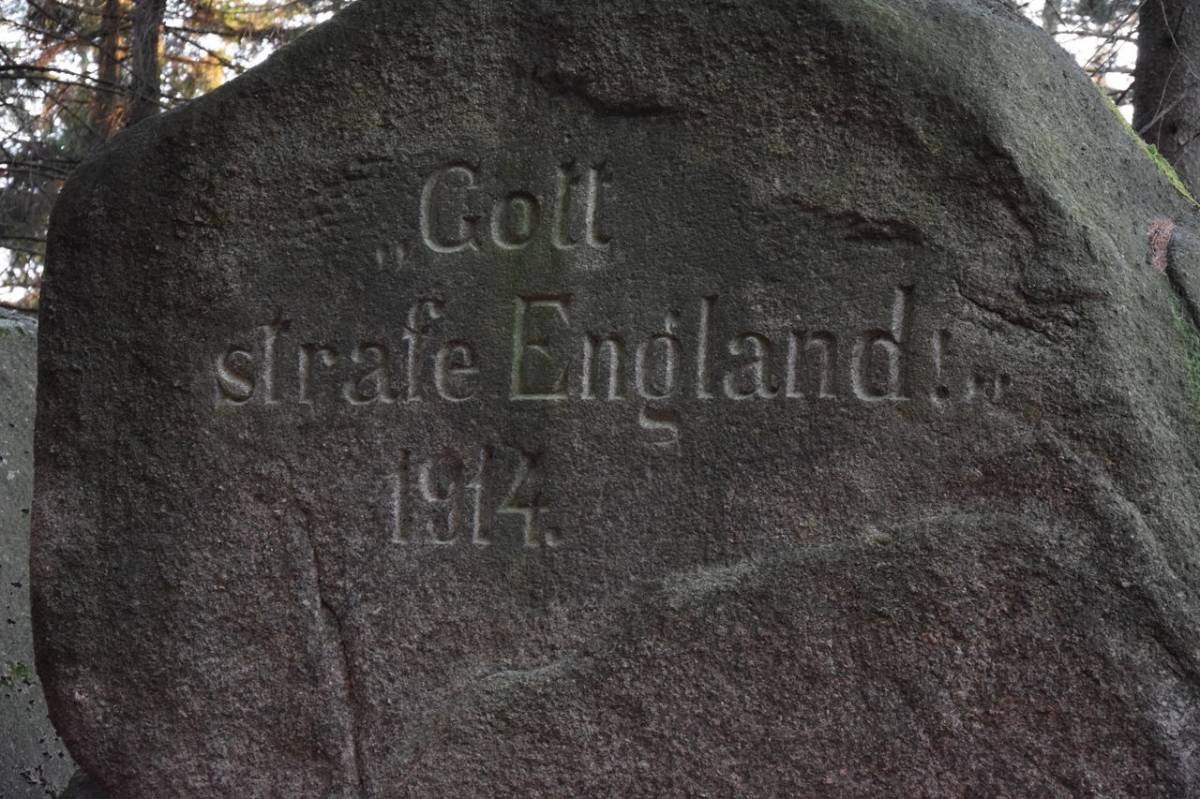 „Gott
strafe England!„
1914.